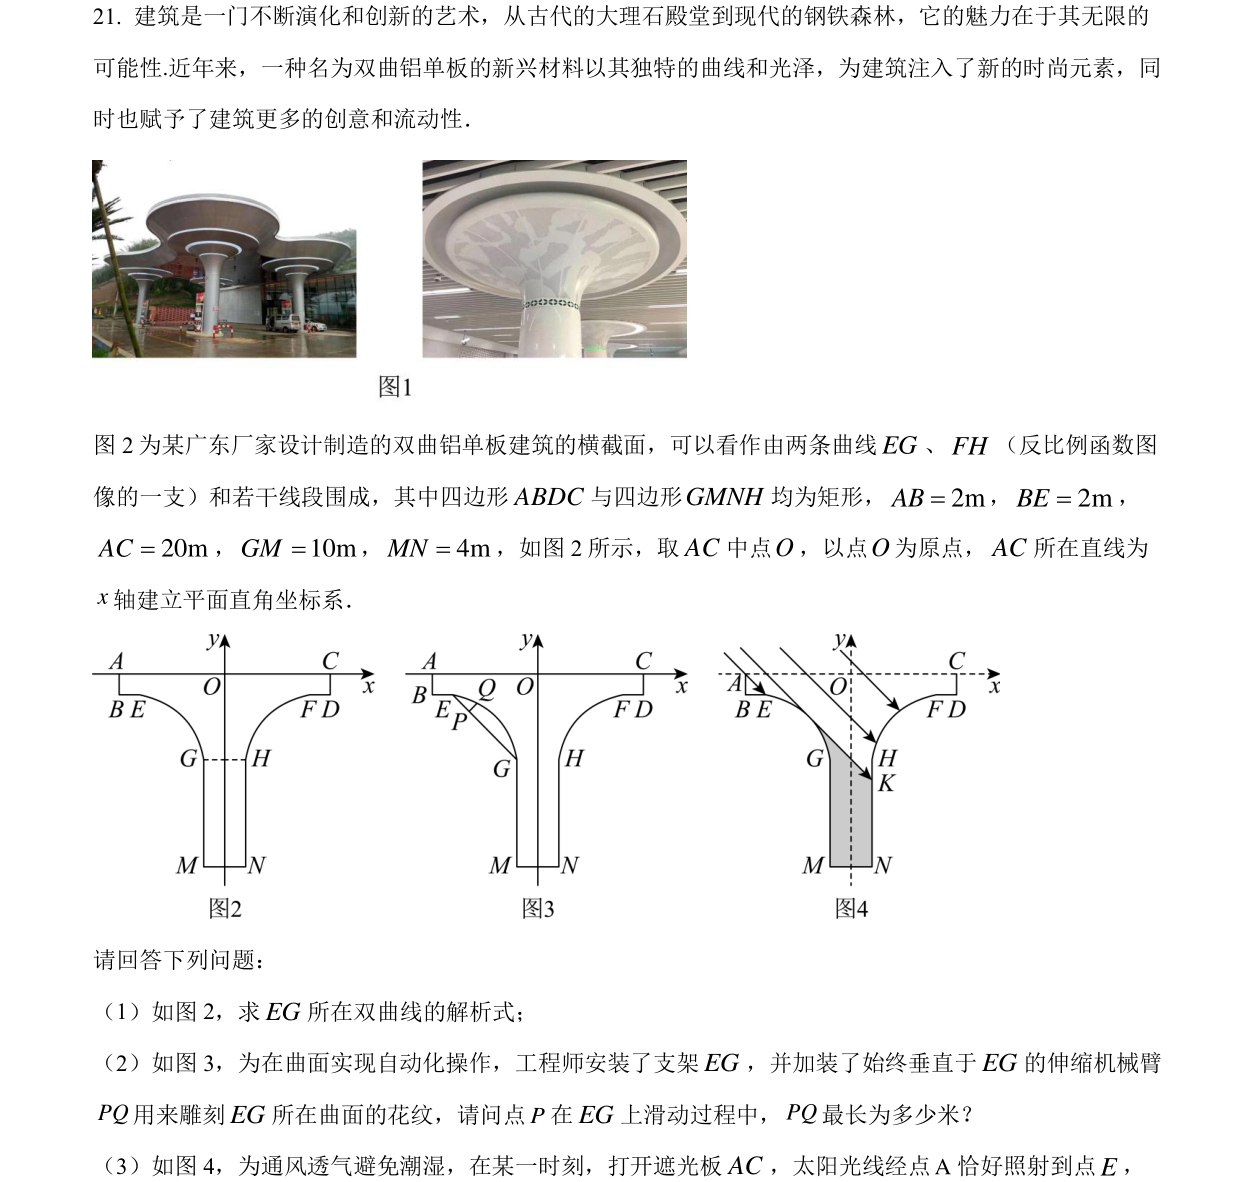 21. 建筑是一门不断演化和创新的艺术，从古代的大理石殿堂到现代的钢铁森林，它的魅力在于其无限的
可能性.近年来，一种名为双曲铝单板的新兴材料以其独特的曲线和光泽，为建筑注入了新的时尚元素，同
时也赋予了建筑更多的创意和流动性．
图1
图 2 为某广东厂家设计制造的双曲铝单板建筑的横截面，可以看作由两条曲线 EG 、 FH （反比例函数图
像的一支）和若干线段围成，其中四边形 ABDC 与四边形 GMNH 均为矩形， AB = 2m， BE = 2m ，
AC = 20m ，GM = 10m，MN = 4m，如图 2 所示，取 AC 中点 O ，以点 O 为原点， AC 所在直线为
x 轴建立平面直角坐标系．
y A C O x B E F D G H M N
图2
y A C Q O x B E P F D G H M N
图3
y A C O x B E F D G H K M N
图4
请回答下列问题：
（1）如图 2，求 EG 所在双曲线的解析式；
（2）如图 3，为在曲面实现自动化操作，工程师安装了支架 EG ，并加装了始终垂直于 EG 的伸缩机械臂
PQ 用来雕刻 EG 所在曲面的花纹，请问点 P 在 EG 上滑动过程中， PQ 最长为多少米？
（3）如图 4，为通风透气避免潮湿，在某一时刻，打开遮光板 AC ，太阳光线经点 A 恰好照射到点 E ，